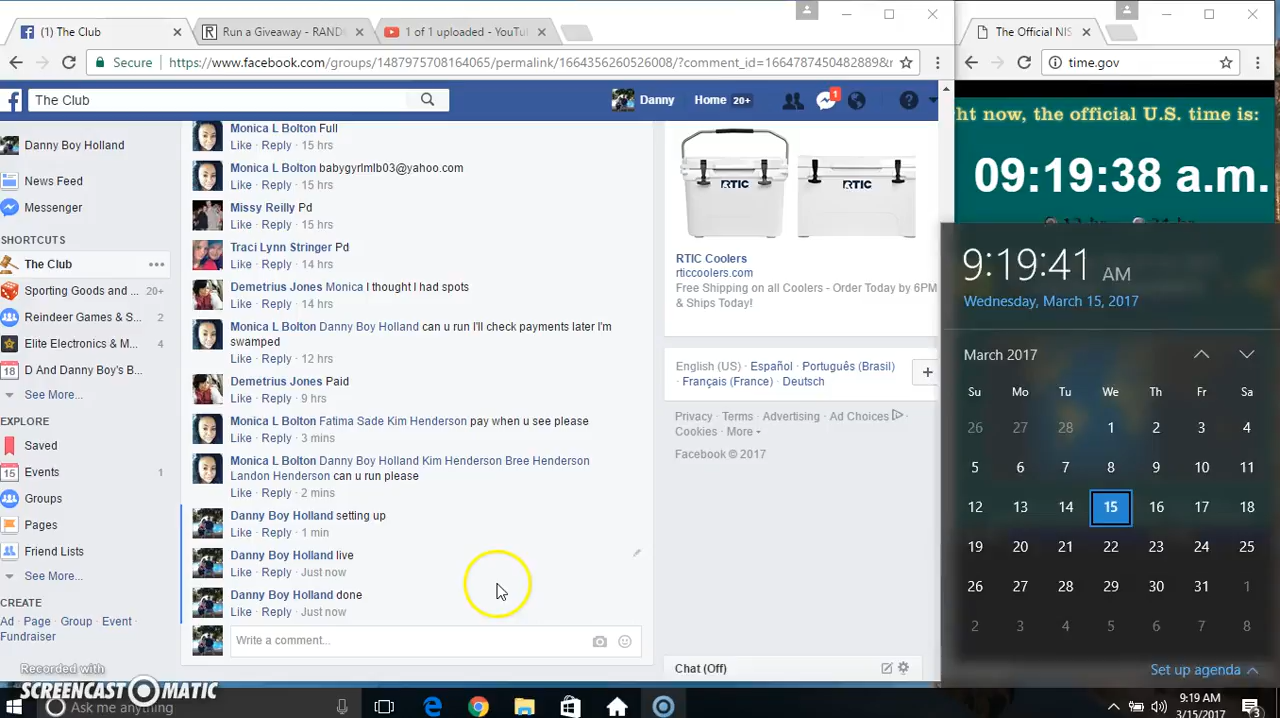 (1) The Club
Run a Giveaway - RAND
1 of 1 uploaded - YouTu
The Official NIS
Secure
https://www.facebook.com/groups/1487975708164065/permalink/1664356260526008/?comment_id=1664787450482889&n
time.gov
The Club
Danny
Home 20+
1
ht now, the official U.S. time is:
09:19:38 a.m.
Danny Boy Holland
News Feed
Messenger
SHORTCUTS
The Club
Sporting Goods and ... 20+
Reindeer Games & S... 2
Elite Electronics & M... 4
D And Danny Boy's B...
See More...
EXPLORE
Saved
Events 1
Groups
Pages
Friend Lists
See More...
CREATE
Ad · Page · Group · Event ·
Fundraiser
Monica L Bolton Full
Like · Reply · 15 hrs
Monica L Bolton babygyrlmlb03@yahoo.com
Like · Reply · 15 hrs
Missy Reilly Pd
Like · Reply · 15 hrs
Traci Lynn Stringer Pd
Like · Reply · 14 hrs
Demetrius Jones Monica I thought I had spots
Like · Reply · 14 hrs
Monica L Bolton Danny Boy Holland can u run I'll check payments later I'm
swamped
Like · Reply · 12 hrs
Demetrius Jones Paid
Like · Reply · 9 hrs
Monica L Bolton Fatima Sade Kim Henderson pay when u see please
Like · Reply · 3 mins
Monica L Bolton Danny Boy Holland Kim Henderson Bree Henderson
Landon Henderson can u run please
Like · Reply · 2 mins
Danny Boy Holland setting up
Like · Reply · 1 min
Danny Boy Holland live
Like · Reply · Just now
Danny Boy Holland done
Like · Reply · Just now
Write a comment...
RTIC
RTIC
RTIC Coolers
rticcoolers.com
Free Shipping on all Coolers - Order Today by 6PM
& Ships Today!
English (US) · Español · Português (Brasil) ·
Français (France) · Deutsch
Privacy · Terms · Advertising · Ad Choices ·
Cookies · More
Facebook © 2017
Chat (Off)
9:19:41 AM
Wednesday, March 15, 2017
March 2017
Su Mo Tu We Th Fr Sa
26 27 28 1 2 3 4
5 6 7 8 9 10 11
12 13 14 15 16 17 18
19 20 21 22 23 24 25
26 27 28 29 30 31 1
2 3 4 5 6 7 8
Set up agenda
Recorded with
SCREENCAST-O-MATIC
Ask me anything
9:19 AM
3/15/2017
3